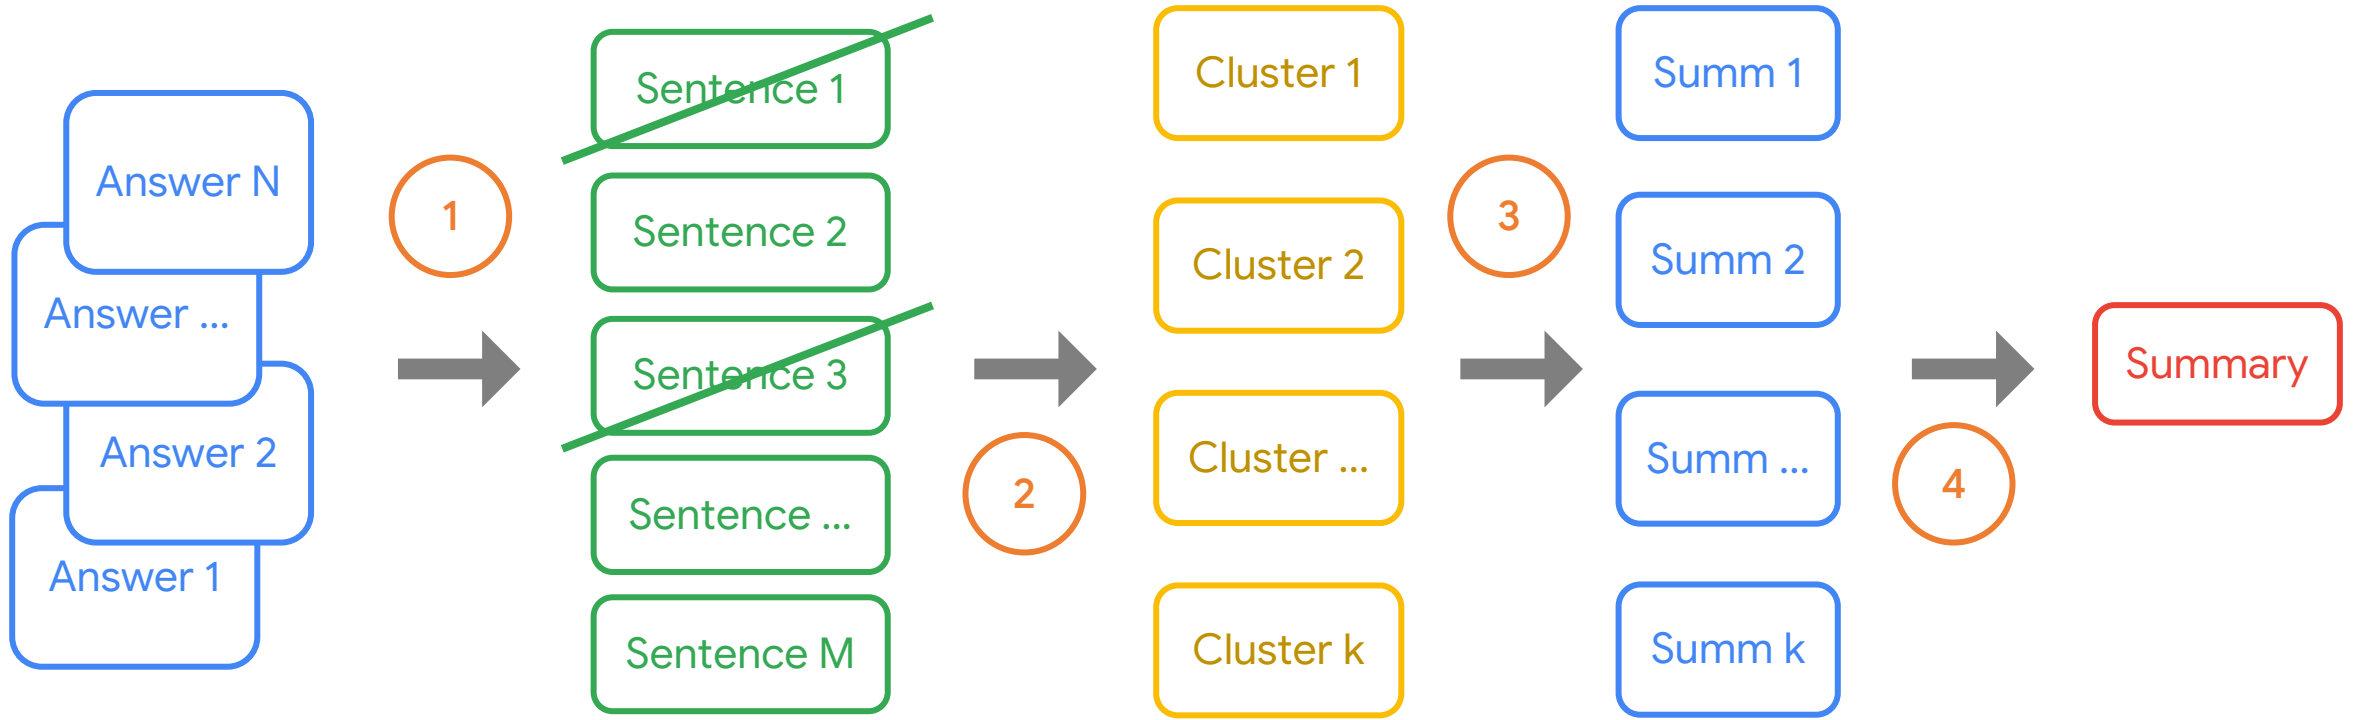 Answer N
Answer ...
Answer 2
Answer 1
1
Sentence 1
Sentence 2
Sentence 3
Sentence ...
Sentence M
2
Cluster 1
Cluster 2
Cluster ...
Cluster k
3
Summ 1
Summ 2
Summ ...
Summ k
4
Summary